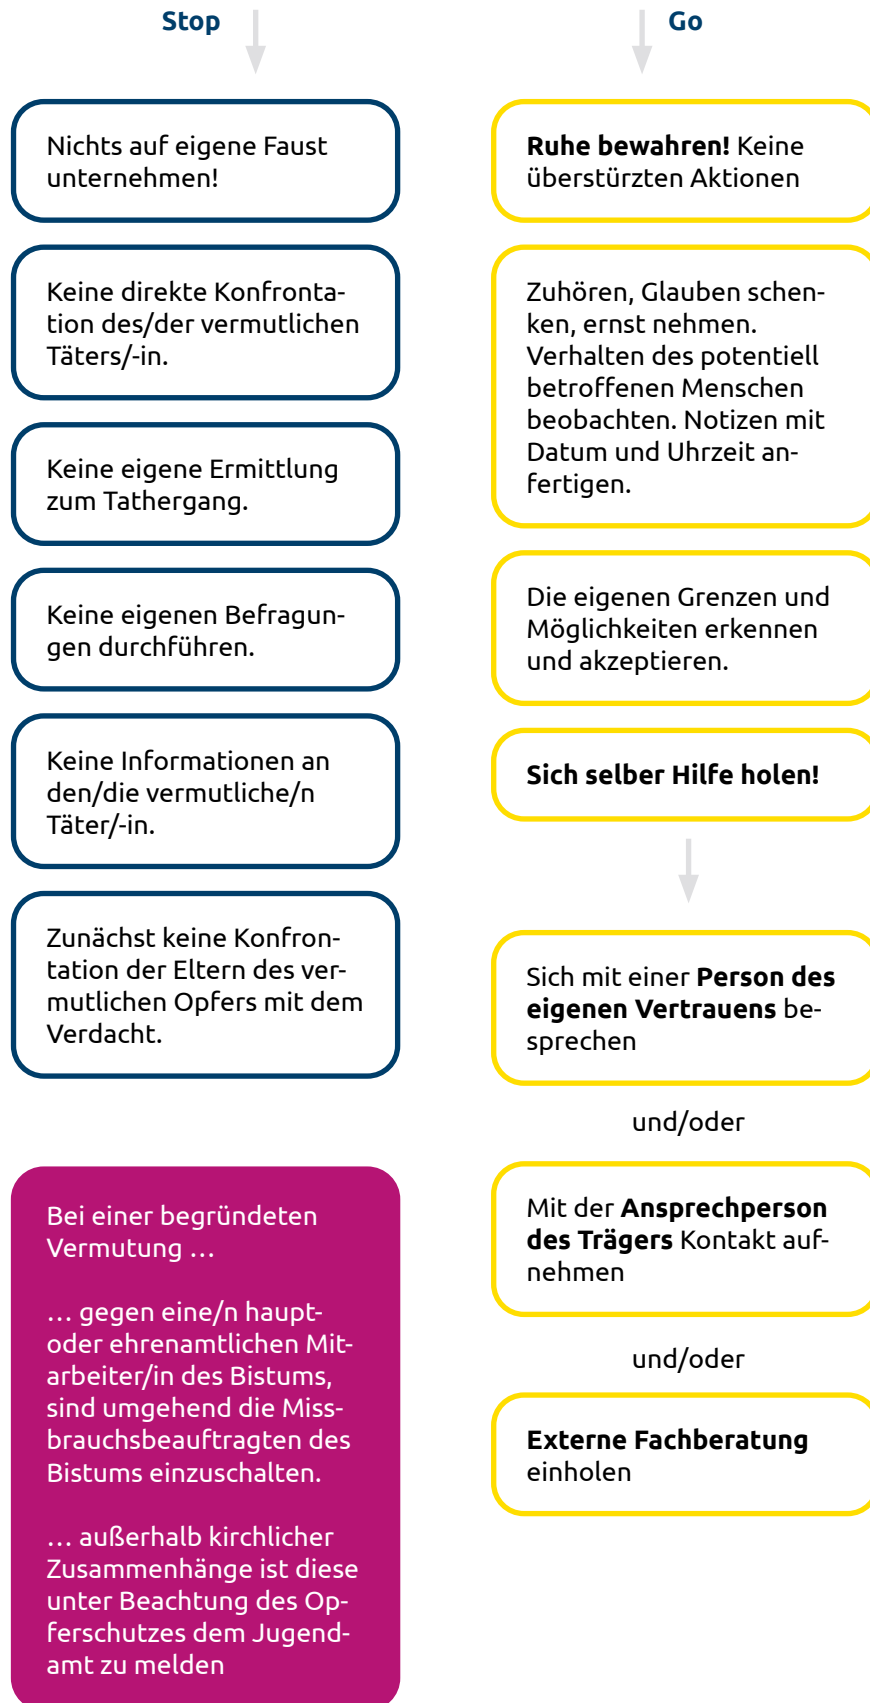 Stop
Nichts auf eigene Faust
unternehmen!
Keine direkte Konfronta-
tion des/der vermutlichen
Täters/-in.
Keine eigene Ermittlung
zum Tathergang.
Keine eigenen Befragun-
gen durchführen.
Keine Informationen an
den/die vermutliche/n
Täter/-in.
Zunächst keine Konfron-
tation der Eltern des ver-
mutlichen Opfers mit dem
Verdacht.
Bei einer begründeten
Vermutung …
… gegen eine/n haupt-
oder ehrenamtlichen Mit-
arbeiter/in des Bistums,
sind umgehend die Miss-
brauchsbeauftragten des
Bistums einzuschalten.
… außerhalb kirchlicher
Zusammenhänge ist diese
unter Beachtung des Op-
ferschutzes dem Jugend-
amt zu melden
Go
Ruhe bewahren! Keine
überstürzten Aktionen
Zuhören, Glauben schen-
ken, ernst nehmen.
Verhalten des potentiell
betroffenen Menschen
beobachten. Notizen mit
Datum und Uhrzeit an-
fertigen.
Die eigenen Grenzen und
Möglichkeiten erkennen
und akzeptieren.
Sich selber Hilfe holen!
Sich mit einer Person des
eigenen Vertrauens be-
sprechen
und/oder
Mit der Ansprechperson
des Trägers Kontakt auf-
nehmen
und/oder
Externe Fachberatung
einholen